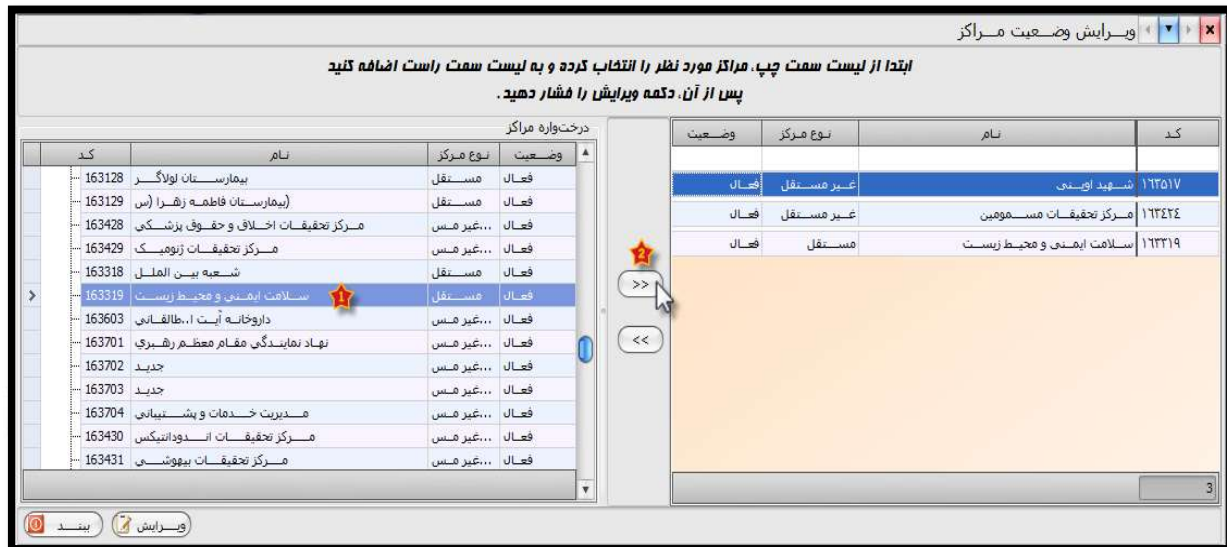 ویرایش وضعیت مراکز
ابتدا از لیست سمت چپ، مراکز مورد نظر را انتخاب کرده و به لیست سمت راست اضافه کنید
پس از آن، دکمه ویرایش را فشار دهید.
کد نام نوع مرکز وضعیت
۱۶۳۵۱۷ شهید اوینی غیر مستقل فعال
۱۶۳۴۲۴ مرکز تحقیقات مسمومین غیر مستقل فعال
۱۶۳۳۱۹ سلامت ایمنی و محیط زیست مستقل فعال
3
2
>>
<<
درختواره مراکز
وضعیت نوع مرکز نام کد
فعال مستقل بیمارستان لولاگر 163128
فعال مستقل (بیمارستان فاطمه زهرا (س 163129
فعال غیر مس... مرکز تحقیقات اخلاق و حقوق پزشکی 163428
فعال غیر مس... مرکز تحقیقات ژنومیک 163429
فعال مستقل شعبه بین الملل 163318
فعال مستقل سلامت ایمنی و محیط زیست 163319
1
فعال غیر مس... داروخانه آیت ا..طالقانی 163603
فعال غیر مس... نهاد نمایندگی مقام معظم رهبری 163701
فعال غیر مس... جدید 163702
فعال غیر مس... جدید 163703
فعال غیر مس... مدیریت خدمات و پشتیبانی 163704
فعال غیر مس... مرکز تحقیقات اندودانتیکس 163430
فعال غیر مس... مرکز تحقیقات بیهوشی 163431
ویرایش
ببند